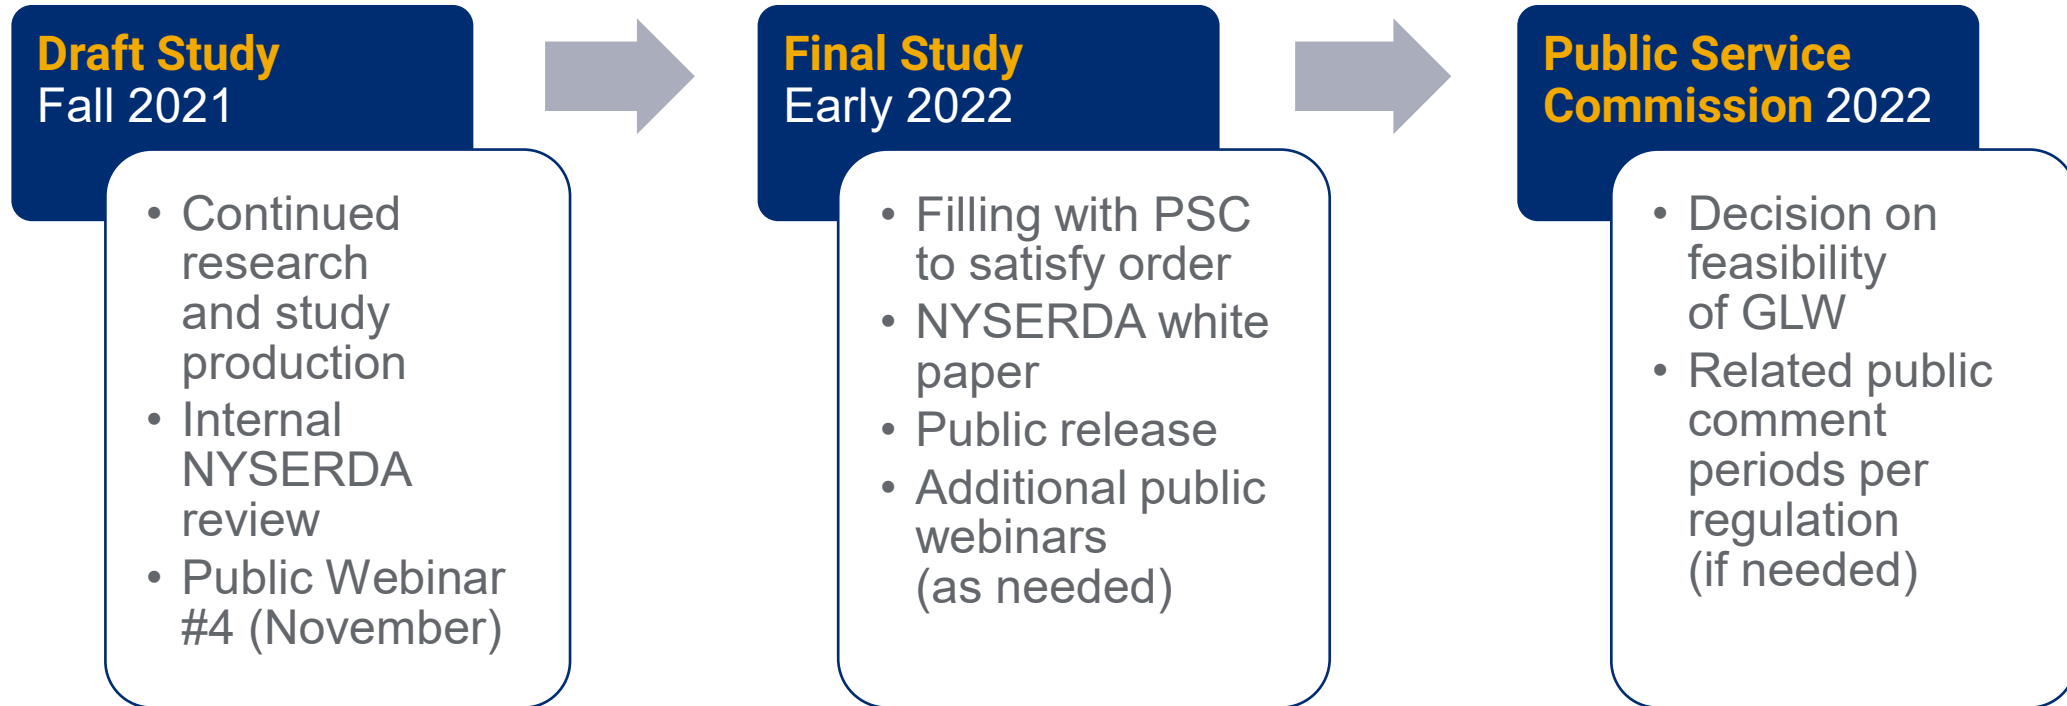 Draft Study
Fall 2021
• Continued
research
and study
production
• Internal
NYSERDA
review
• Public Webinar
#4 (November)
Final Study
Early 2022
• Filling with PSC
to satisfy order
• NYSERDA white
paper
• Public release
• Additional public
webinars
(as needed)
Public Service
Commission 2022
• Decision on
feasibility
of GLW
• Related public
comment
periods per
regulation
(if needed)